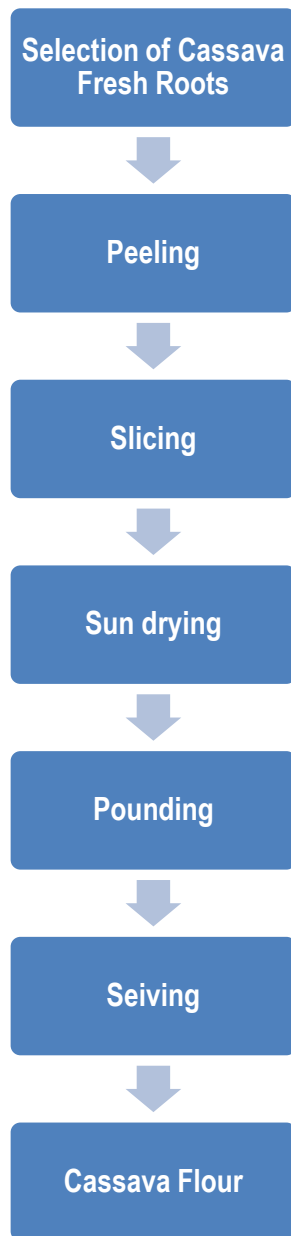 Selection of Cassava
Fresh Roots
Peeling
Slicing
Sun drying
Pounding
Seiving
Cassava Flour